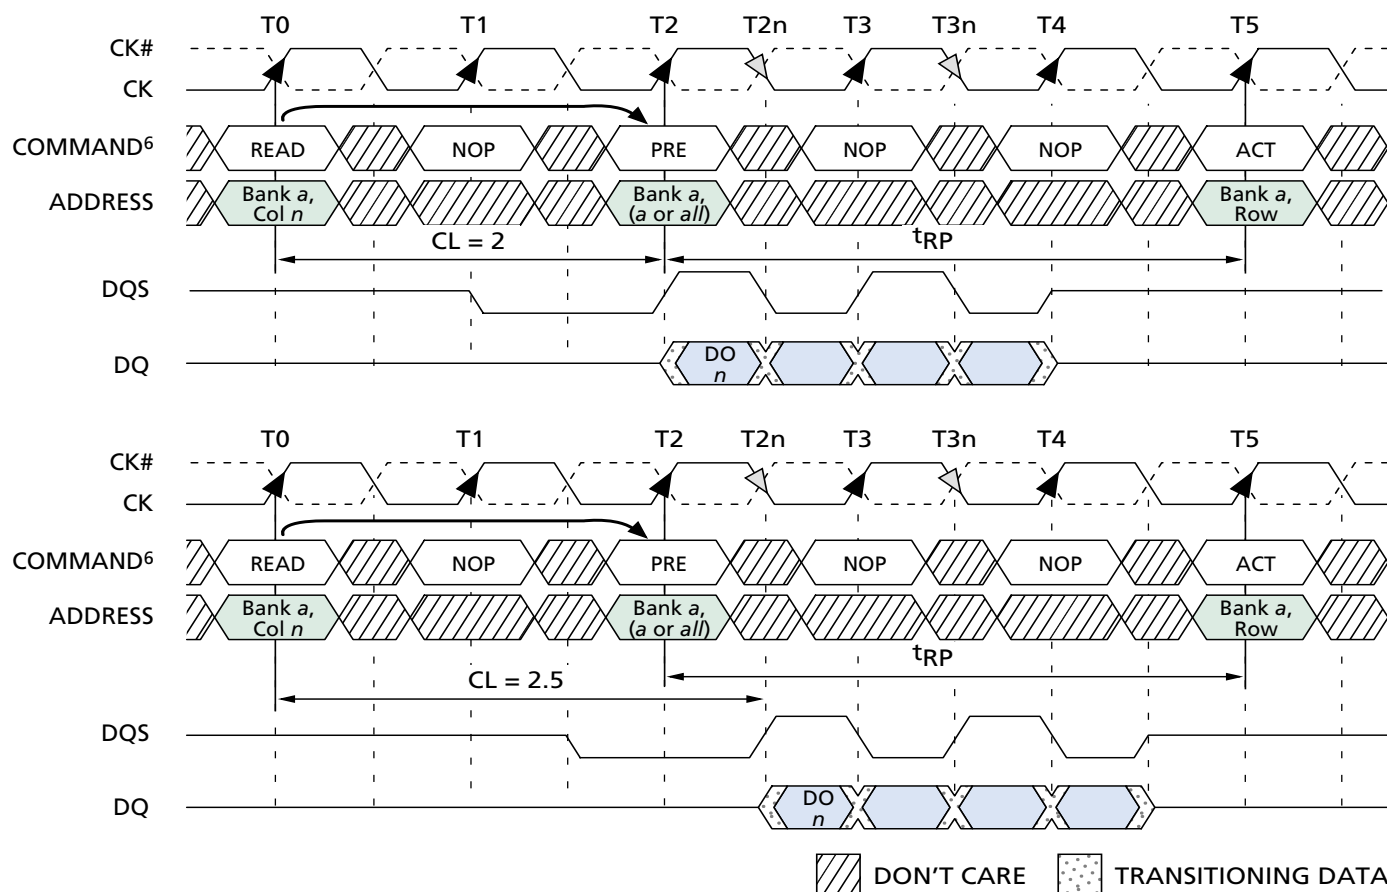 T0 T1 T2 T2n T3 T3n T4 T5
CK#
CK
COMMAND6 READ NOP PRE NOP NOP ACT
ADDRESS Bank a, Col n Bank a, (a or all) Bank a, Row
CL = 2 tRP
DQS
DQ DO n
T0 T1 T2 T2n T3 T3n T4 T5
CK#
CK
COMMAND6 READ NOP PRE NOP NOP ACT
ADDRESS Bank a, Col n Bank a, (a or all) Bank a, Row
CL = 2.5 tRP
DQS
DQ DO n
DON'T CARE TRANSITIONING DATA